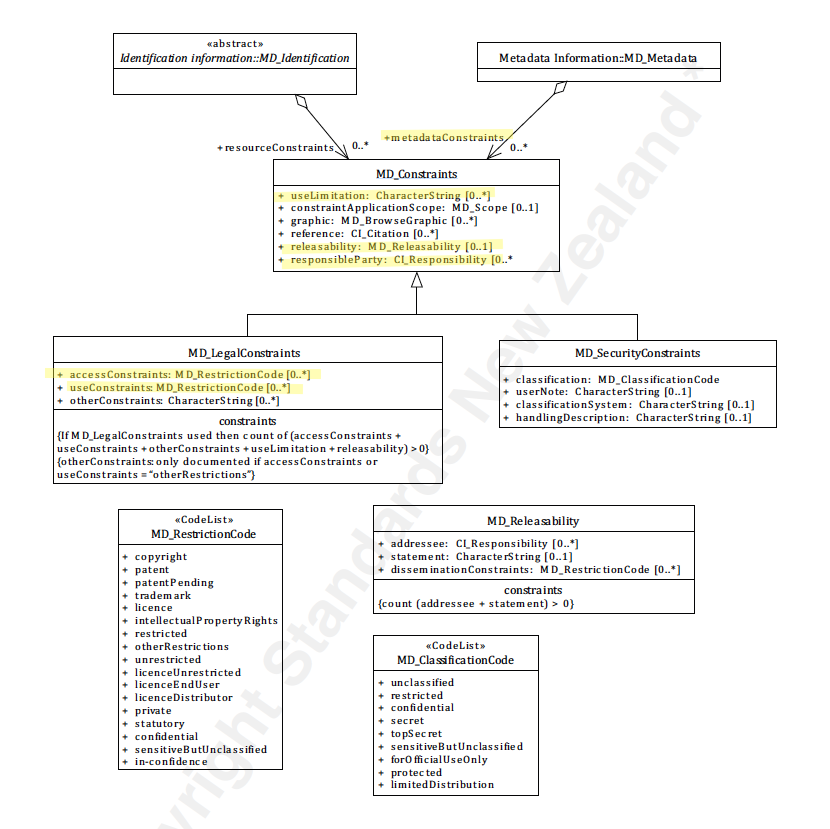 «abstract»
Identification information::MD_Identification
Metadata Information::MD_Metadata
+resourceConstraints
0..*
+metadataConstraints
0..*
MD_Constraints
+ useLimitation: CharacterString [0..*]
+ constraintApplicationScope: MD_Scope [0..1]
+ graphic: MD_BrowseGraphic [0..*]
+ reference: CI_Citation [0..*]
+ releasability: MD_Releasability [0..1]
+ responsibleParty: CI_Responsibility [0..*
MD_LegalConstraints
+ accessConstraints: MD_RestrictionCode [0..*]
+ useConstraints: MD_RestrictionCode [0..*]
+ otherConstraints: CharacterString [0..*]
constraints
{If MD_LegalConstraints used then count of (accessConstraints +
useConstraints + otherConstraints + useLimitation + releasability) > 0}
{otherConstraints: only documented if accessConstraints or
useConstraints = “otherRestrictions”}
MD_SecurityConstraints
+ classification: MD_ClassificationCode
+ userNote: CharacterString [0..1]
+ classificationSystem: CharacterString [0..1]
+ handlingDescription: CharacterString [0..1]
«CodeList»
MD_RestrictionCode
+ copyright
+ patent
+ patentPending
+ trademark
+ licence
+ intellectualPropertyRights
+ restricted
+ otherRestrictions
+ unrestricted
+ licenceUnrestricted
+ licenceEndUser
+ licenceDistributor
+ private
+ statutory
+ confidential
+ sensitiveButUnclassified
+ in-confidence
MD_Releasability
+ addressee: CI_Responsibility [0..*]
+ statement: CharacterString [0..1]
+ disseminationConstraints: MD_RestrictionCode [0..*]
constraints
{count (addressee + statement) > 0}
«CodeList»
MD_ClassificationCode
+ unclassified
+ restricted
+ confidential
+ secret
+ topSecret
+ sensitiveButUnclassified
+ forOfficialUseOnly
+ protected
+ limitedDistribution
yright Standards New Zealand *